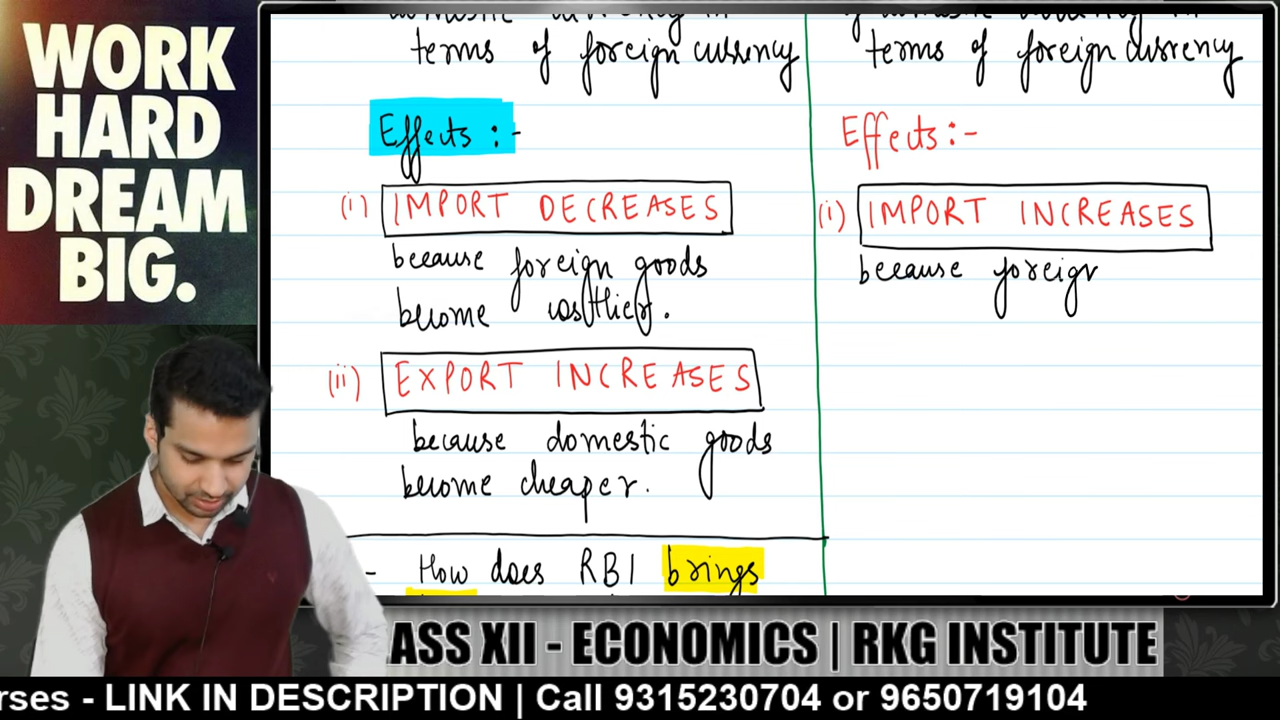 WORK
HARD
DREAM
BIG.
terms of foreign currency
Effects :-
(i) IMPORT DECREASES
because foreign goods
become costlier.
(ii) EXPORT INCREASES
because domestic goods
become cheaper.
- How does RBI brings
terms of foreign currency
Effects:-
(i) IMPORT INCREASES
because foreign
LASS XII - ECONOMICS | RKG INSTITUTE
rses - LINK IN DESCRIPTION | Call 9315230704 or 9650719104